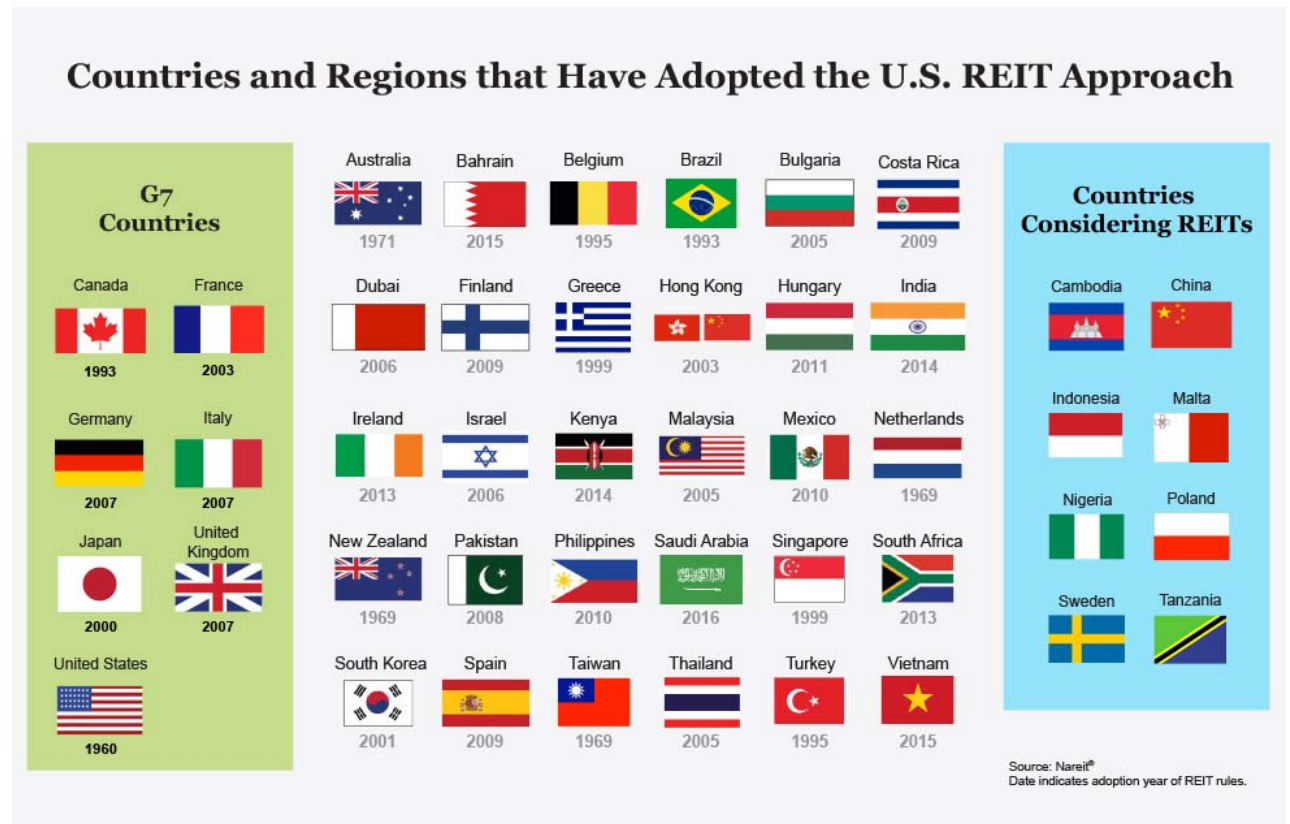 Countries and Regions that Have Adopted the U.S. REIT Approach
G7
Countries
Canada France
1993 2003
Germany Italy
2007 2007
Japan United
Kingdom
2000 2007
United States
1960
Australia Bahrain Belgium Brazil Bulgaria Costa Rica
1971 2015 1995 1993 2005 2009
Dubai Finland Greece Hong Kong Hungary India
2006 2009 1999 2003 2011 2014
Ireland Israel Kenya Malaysia Mexico Netherlands
2013 2006 2014 2005 2010 1969
New Zealand Pakistan Philippines Saudi Arabia Singapore South Africa
1969 2008 2010 2016 1999 2013
South Korea Spain Taiwan Thailand Turkey Vietnam
2001 2009 1969 2005 1995 2015
Countries
Considering REITs
Cambodia China
Indonesia Malta
Nigeria Poland
Sweden Tanzania
Source: Nareit®
Date indicates adoption year of REIT rules.